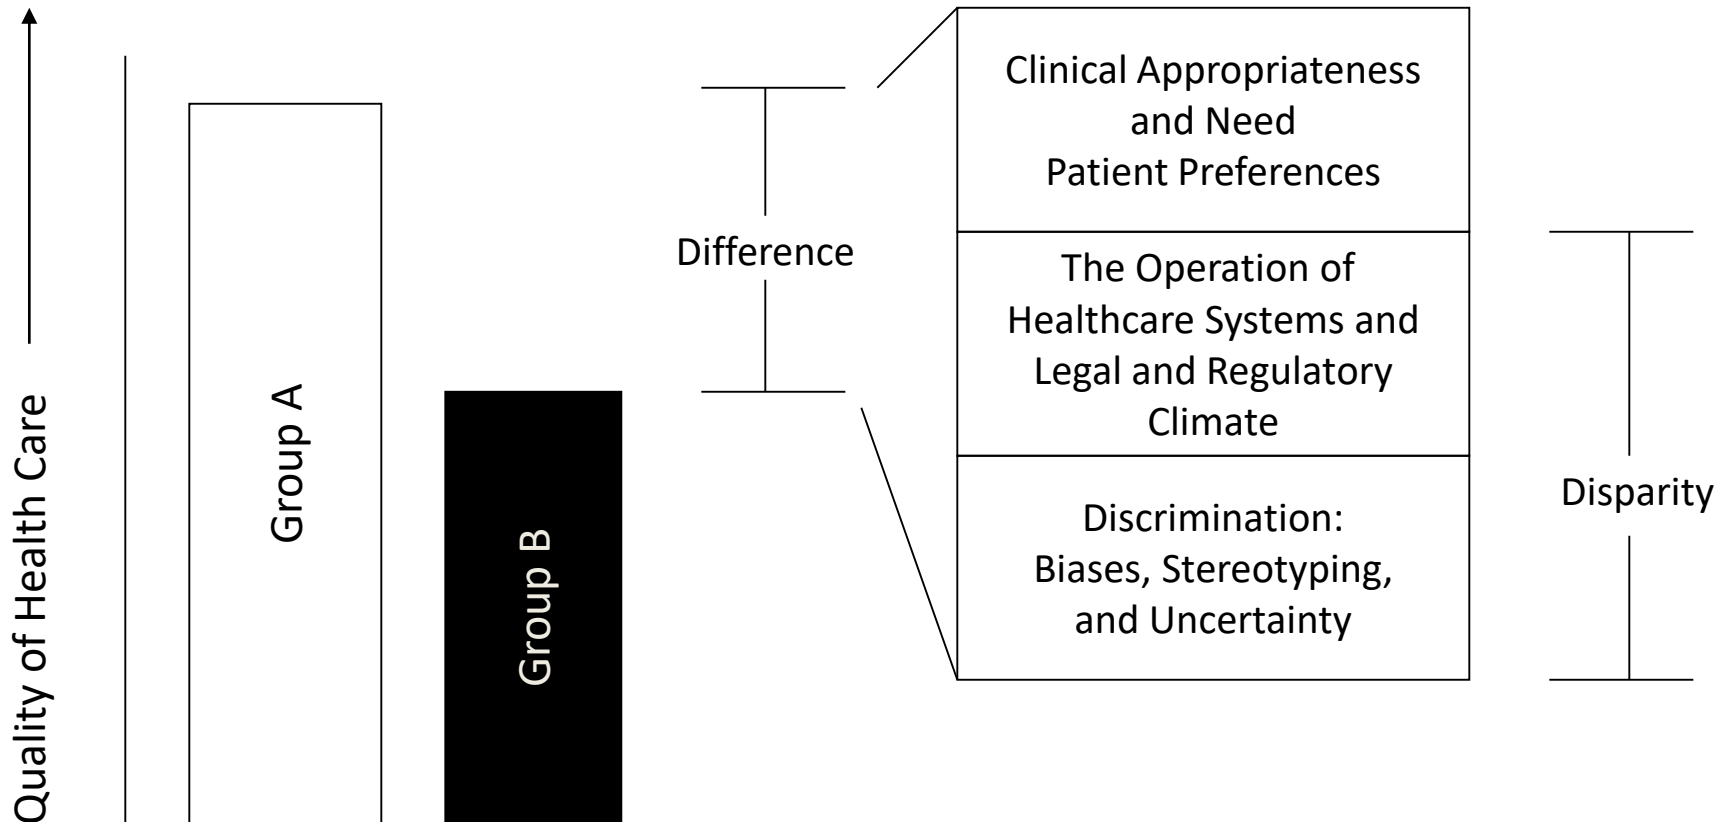 Quality of Health Care
Group A
Group B
Difference
Clinical Appropriateness
and Need
Patient Preferences
The Operation of
Healthcare Systems and
Legal and Regulatory
Climate
Discrimination:
Biases, Stereotyping,
and Uncertainty
Disparity